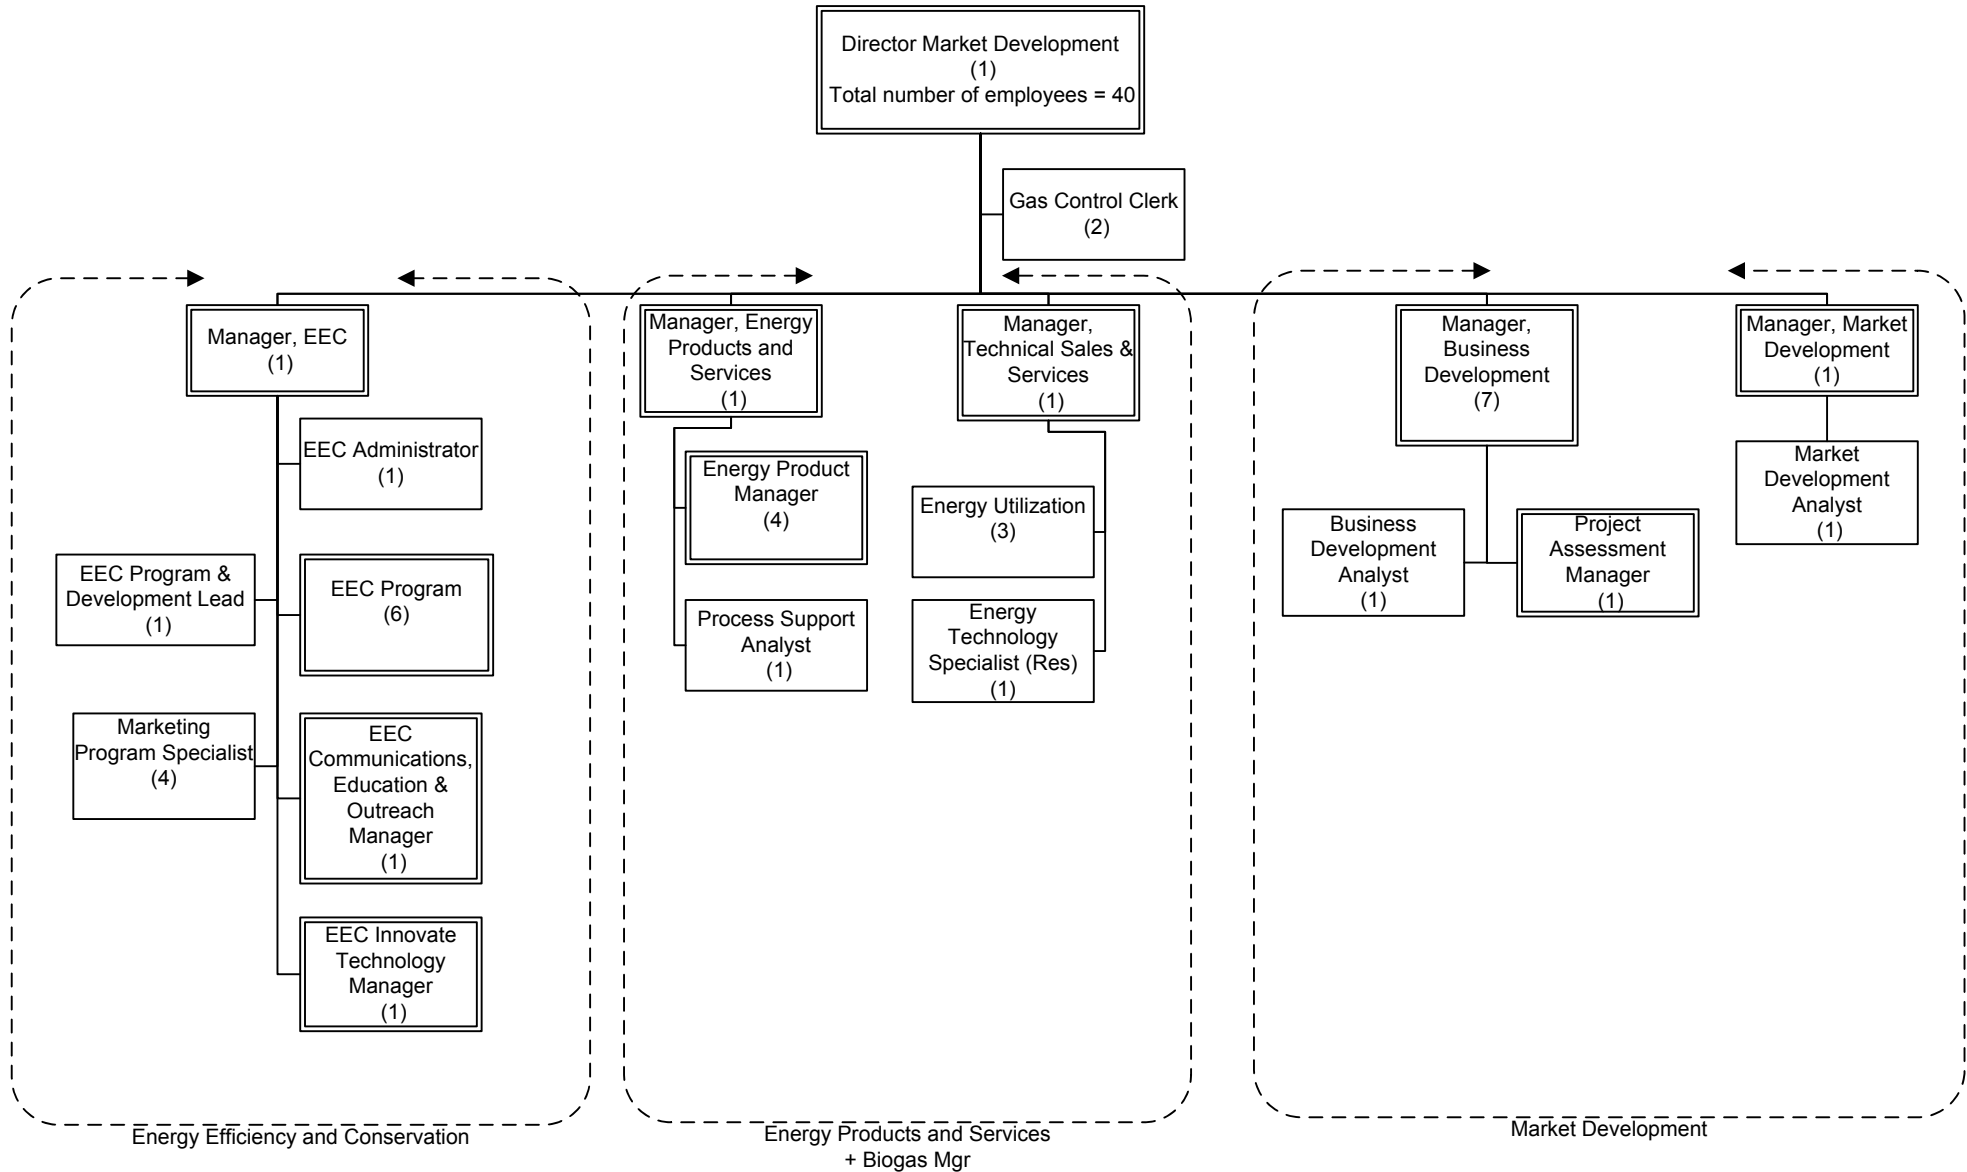 Director Market Development
(1)
Total number of employees = 40
Gas Control Clerk
(2)
Manager, EEC
(1)
EEC Administrator
(1)
EEC Program &
Development Lead
(1)
EEC Program
(6)
Marketing
Program Specialist
(4)
EEC
Communications,
Education &
Outreach
Manager
(1)
EEC Innovate
Technology
Manager
(1)
Energy Efficiency and Conservation
Manager, Energy
Products and
Services
(1)
Energy Product
Manager
(4)
Process Support
Analyst
(1)
Manager,
Technical Sales &
Services
(1)
Energy Utilization
(3)
Energy
Technology
Specialist (Res)
(1)
Energy Products and Services
+ Biogas Mgr
Manager,
Business
Development
(7)
Business
Development
Analyst
(1)
Project
Assessment
Manager
(1)
Manager, Market
Development
(1)
Market
Development
Analyst
(1)
Market Development